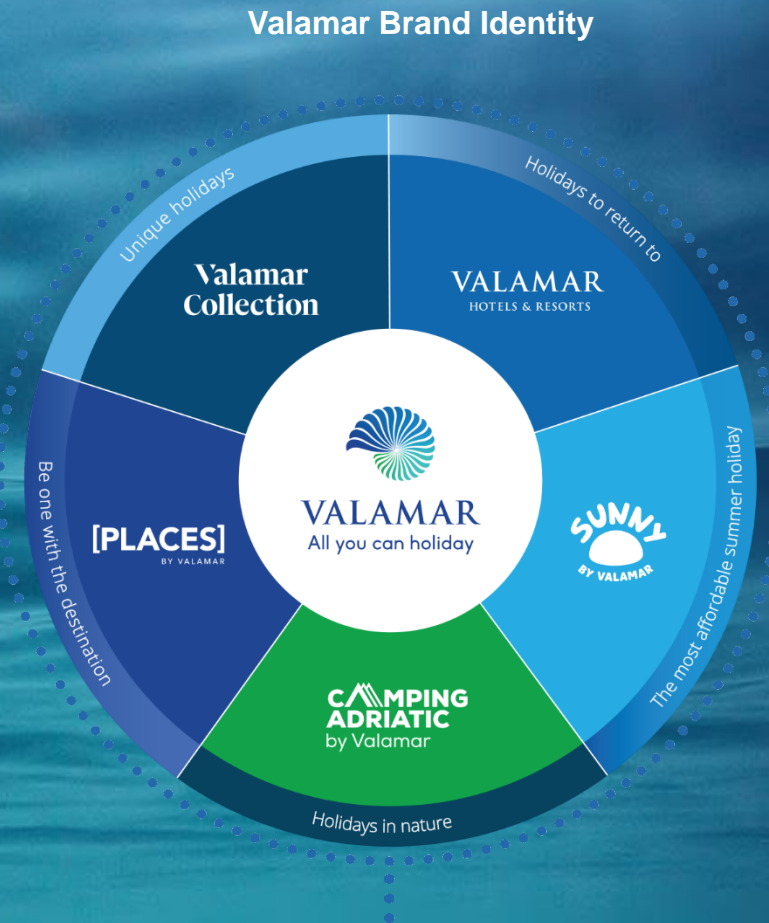 Valamar Brand Identity
Unique holidays
Holidays to return to
Valamar
Collection
VALAMAR
HOTELS & RESORTS
Be one with the destination
[PLACES]
BY VALAMAR
VALAMAR
All you can holiday
SUNNY
BY VALAMAR
The most affordable summer holiday
CAMPING
ADRIATIC
by Valamar
Holidays in nature